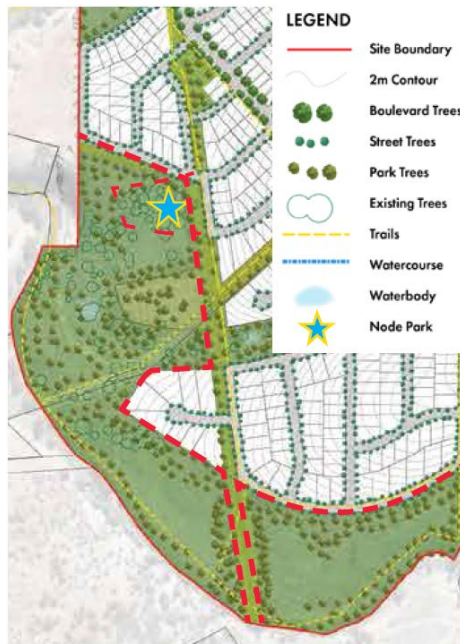 LEGEND
Site Boundary
2m Contour
Boulevard Trees
Street Trees
Park Trees
Existing Trees
Trails
Watercourse
Waterbody
Node Park